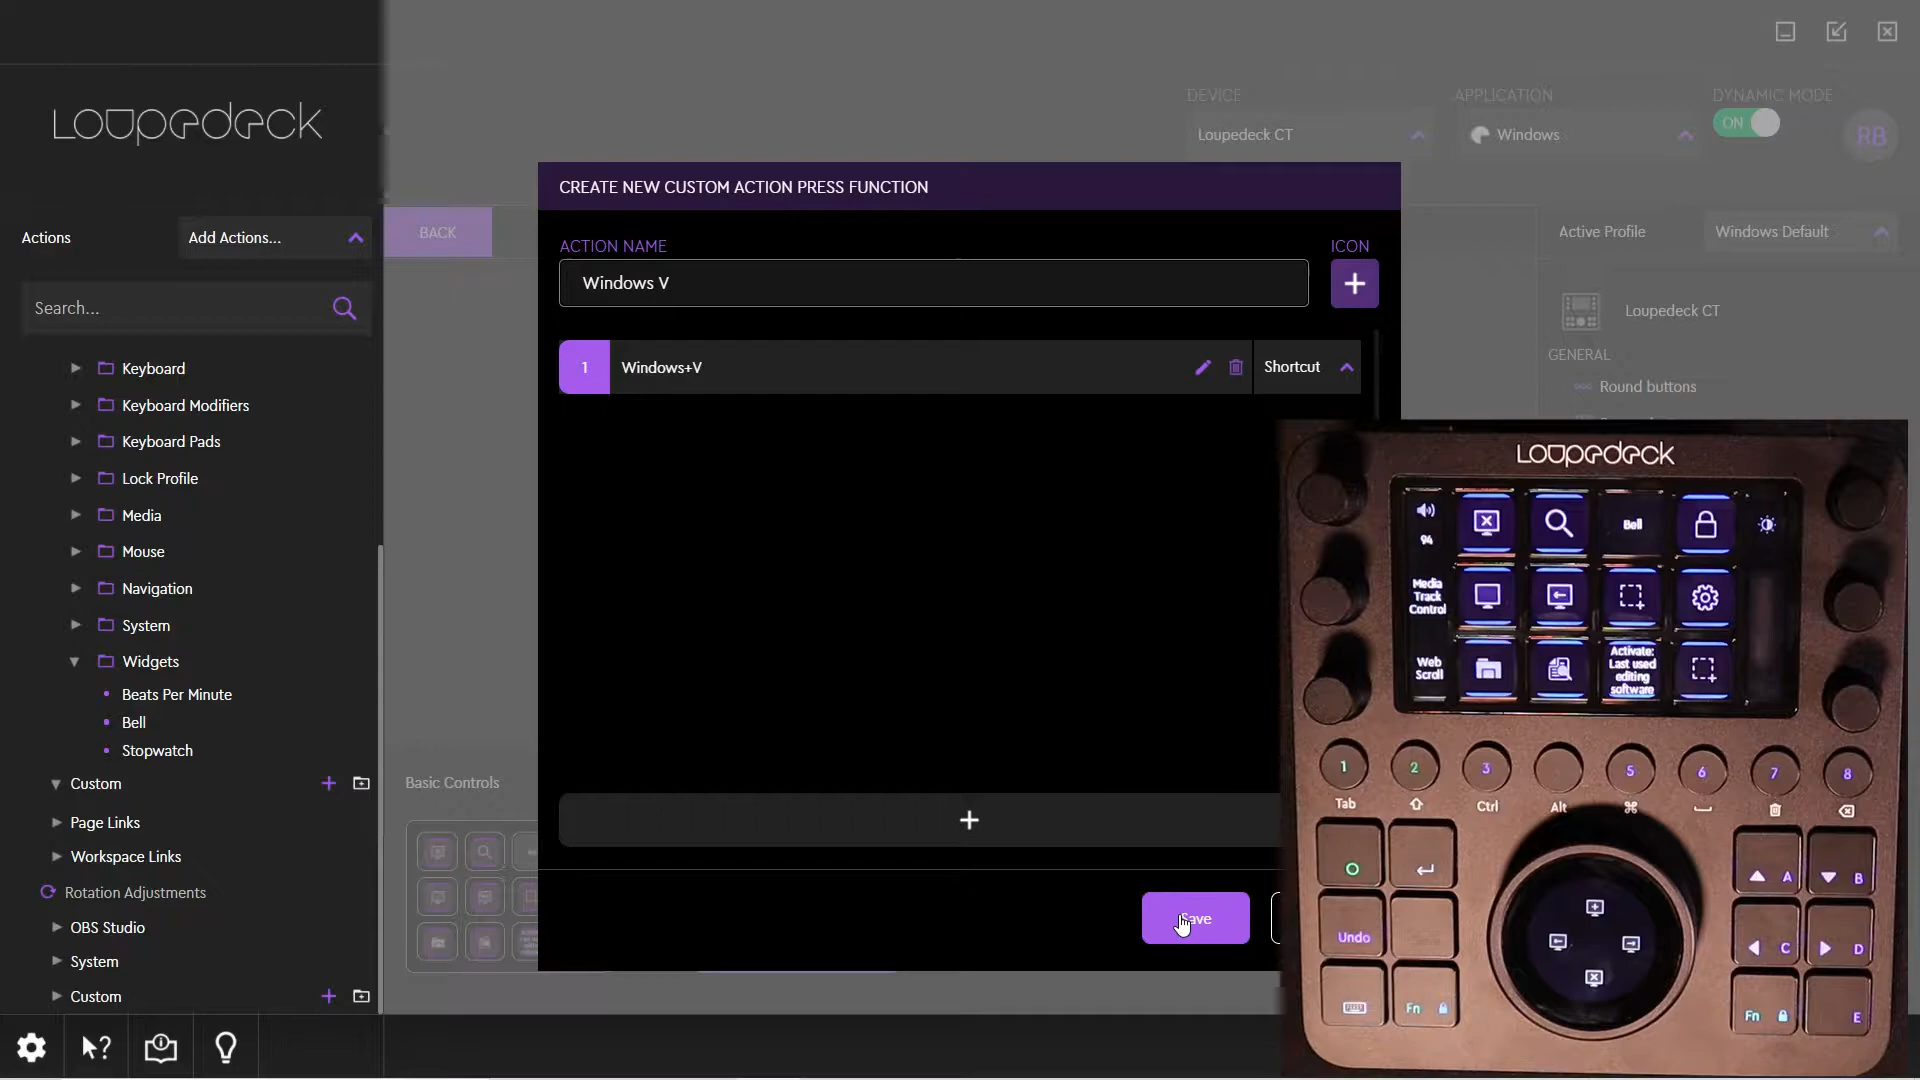 Loupedeck
DEVICE
Loupedeck CT
APPLICATION
Windows
DYNAMIC MODE
ON
RB
Actions
Add Actions...
Search...
Keyboard
Keyboard Modifiers
Keyboard Pads
Lock Profile
Media
Mouse
Navigation
System
Widgets
Beats Per Minute
Bell
Stopwatch
Custom
Page Links
Workspace Links
Rotation Adjustments
OBS Studio
System
Custom
BACK
Basic Controls
CREATE NEW CUSTOM ACTION PRESS FUNCTION
ACTION NAME
ICON
Windows V
1
Windows+V
Shortcut
Save
Active Profile
Windows Default
Loupedeck CT
GENERAL
Round buttons
Loupedeck
94
Bell
Media
Track
Control
Web
Scroll
Activate:
Last used
editing
software
1 2 3 5 6 7 8
Tab Ctrl Alt
Undo
Fn
A B
C D
Fn E